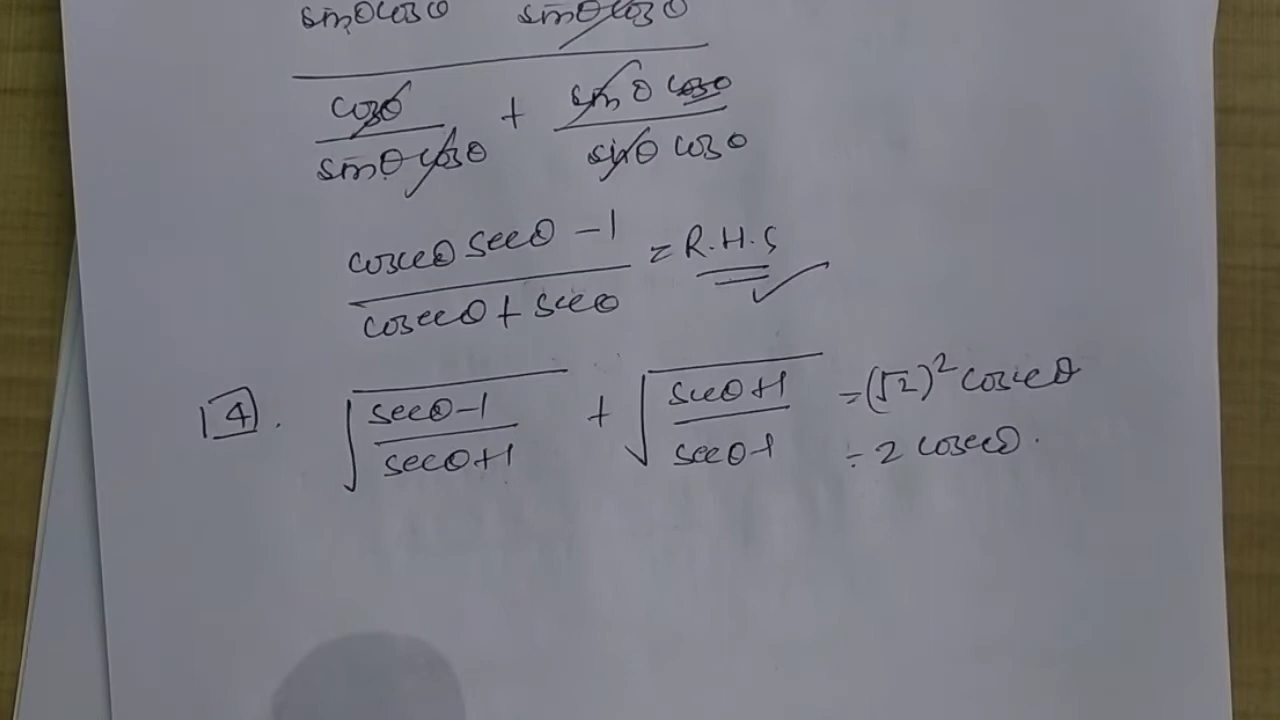 sinθcosθ sinθcosθ
cosθ/sinθcosθ + sinθcosθ/sinθcosθ
cosecθ secθ - 1 / cosecθ + secθ = R.H.S ✓
4. √(secθ-1/secθ+1) + √(secθ+1/secθ-1) = (√2)² cosecθ
= 2 cosecθ.